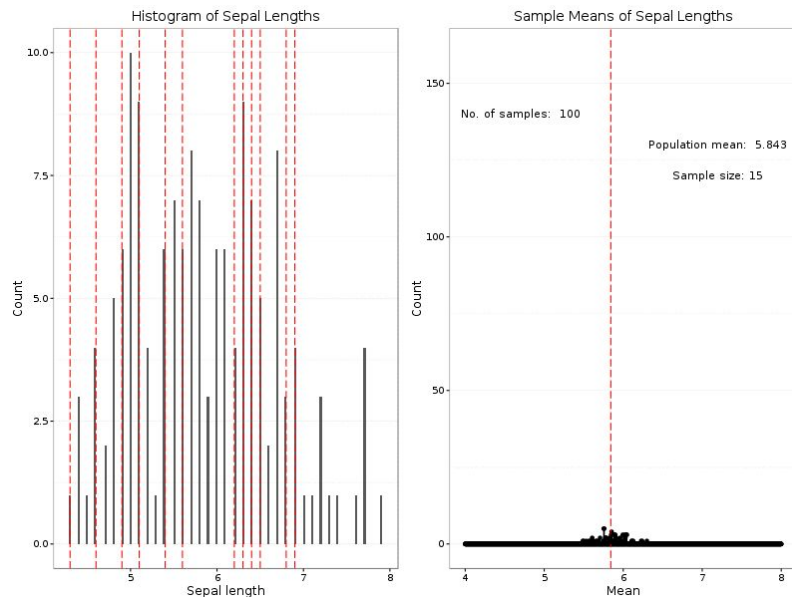 Histogram of Sepal Lengths
10.0
7.5
5.0
2.5
0.0
Count
5 6 7 8
Sepal length
Sample Means of Sepal Lengths
No. of samples: 100
Population mean: 5.843
Sample size: 15
150
100
50
0
Count
4 5 6 7 8
Mean